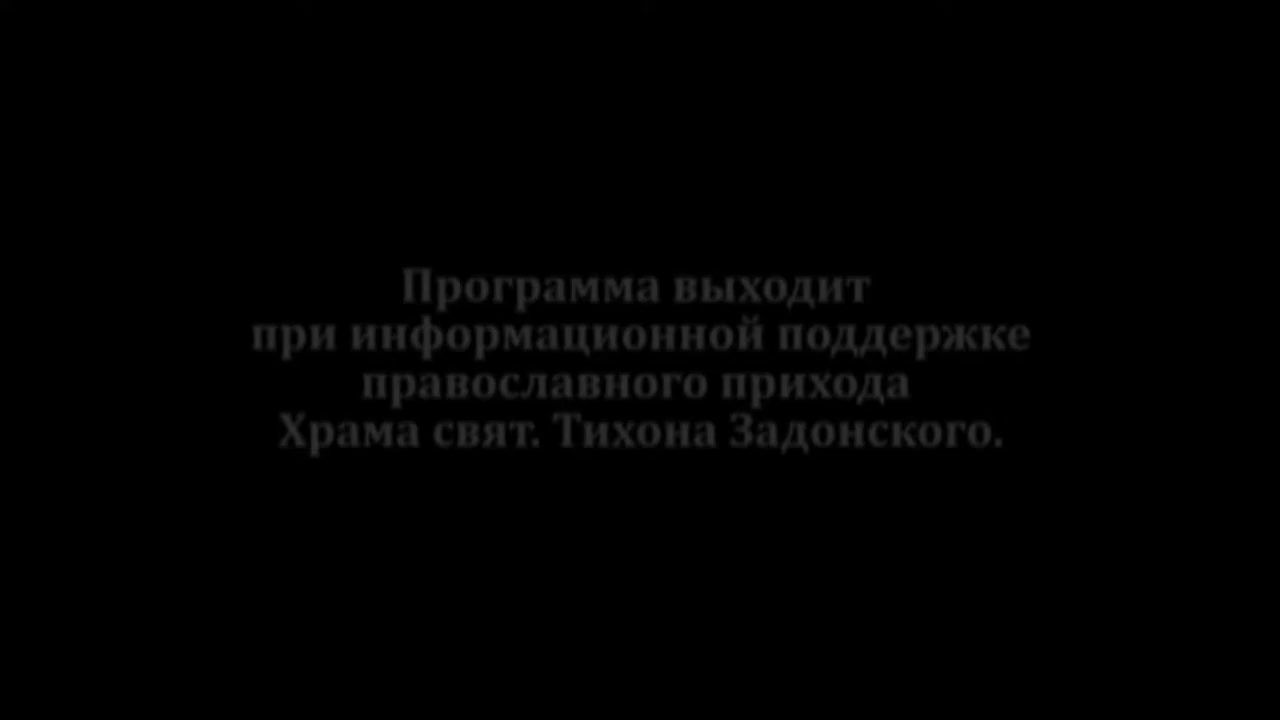 Программа выходит
при информационной поддержке
православного прихода
Храма свят. Тихона Задонского.